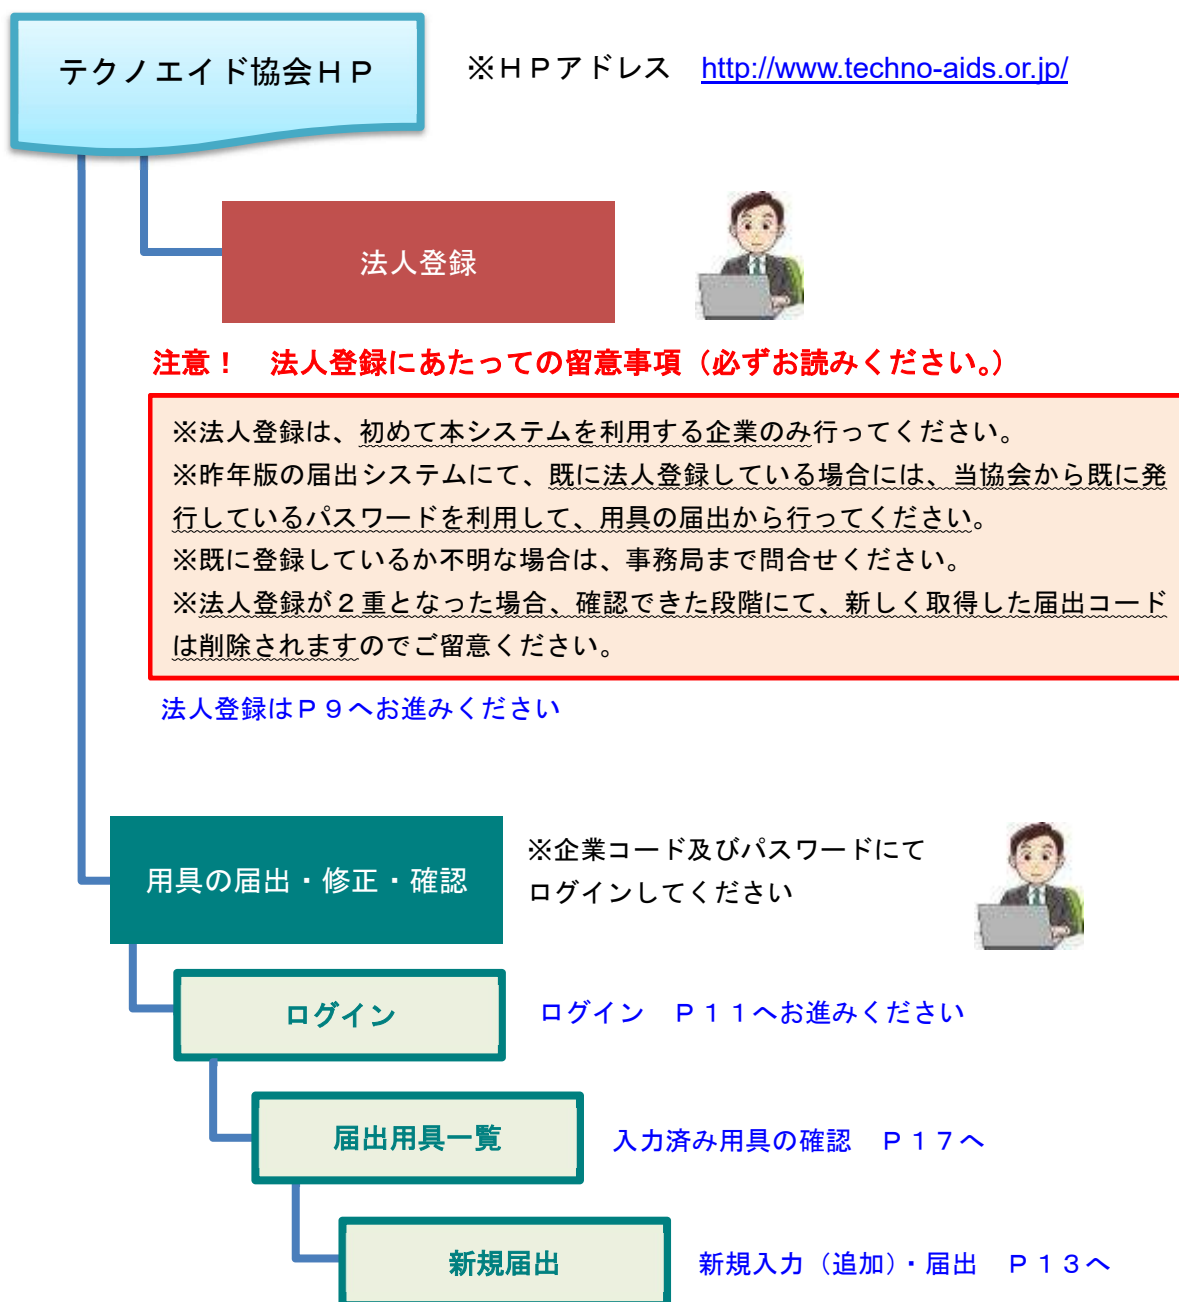 テクノエイド協会ＨＰ
※ＨＰアドレス　http://www.techno-aids.or.jp/
法人登録
注意！　法人登録にあたっての留意事項（必ずお読みください。）
※法人登録は、初めて本システムを利用する企業のみ行ってください。
※昨年版の届出システムにて、既に法人登録している場合には、当協会から既に発
行しているパスワードを利用して、用具の届出から行ってください。
※既に登録しているか不明な場合は、事務局まで問合せください。
※法人登録が２重となった場合、確認できた段階にて、新しく取得した届出コード
は削除されますのでご留意ください。
法人登録はＰ９へお進みください
用具の届出・修正・確認
※企業コード及びパスワードにて
ログインしてください
ログイン
ログイン　Ｐ１１へお進みください
届出用具一覧
入力済み用具の確認　Ｐ１７へ
新規届出
新規入力（追加）・届出　Ｐ１３へ